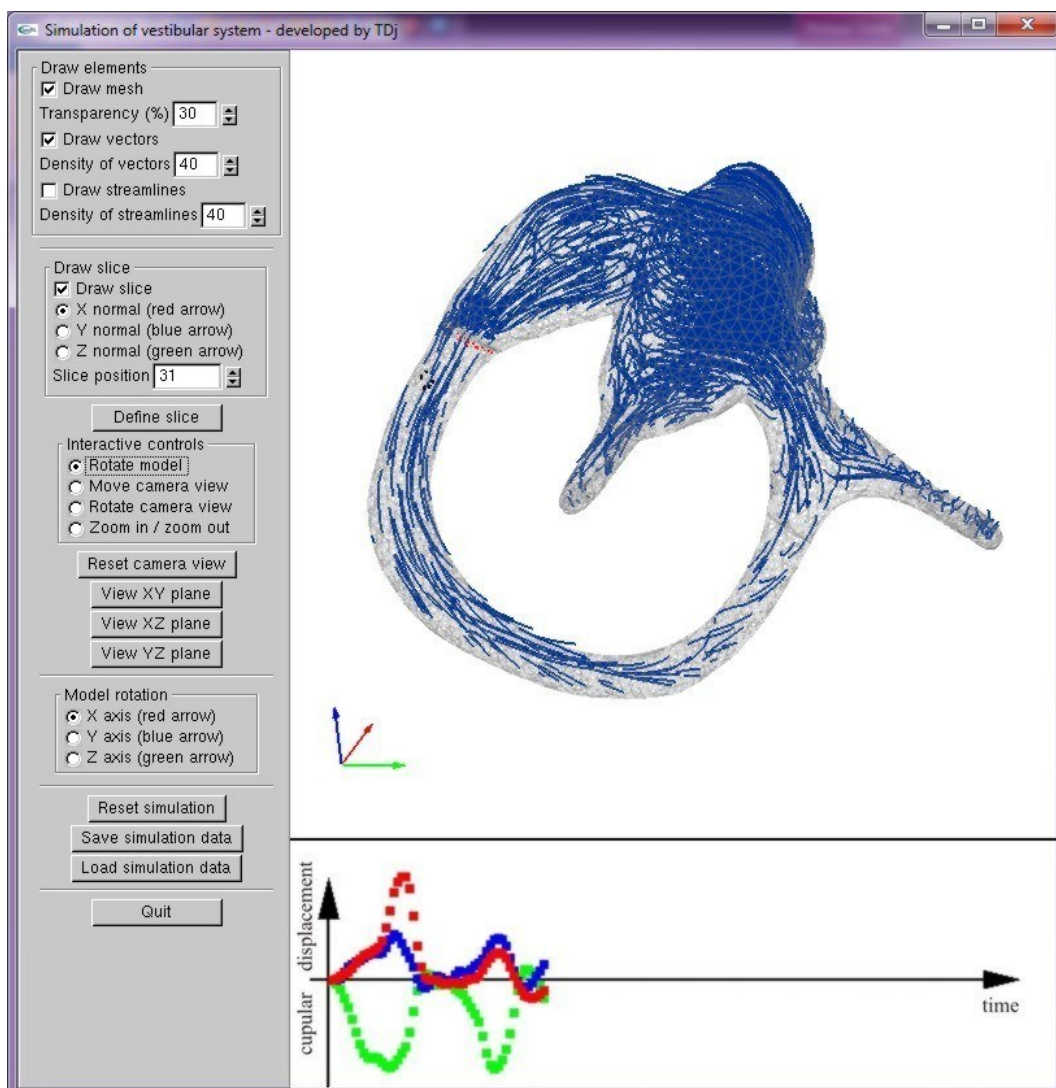 Simulation of vestibular system - developed by TDj
Draw elements
Draw mesh
Transparency (%) 30
Draw vectors
Density of vectors 40
Draw streamlines
Density of streamlines 40
Draw slice
Draw slice
X normal (red arrow)
Y normal (blue arrow)
Z normal (green arrow)
Slice position 31
Define slice
Interactive controls
Rotate model
Move camera view
Rotate camera view
Zoom in / zoom out
Reset camera view
View XY plane
View XZ plane
View YZ plane
Model rotation
X axis (red arrow)
Y axis (blue arrow)
Z axis (green arrow)
Reset simulation
Save simulation data
Load simulation data
Quit
cupular displacement
time